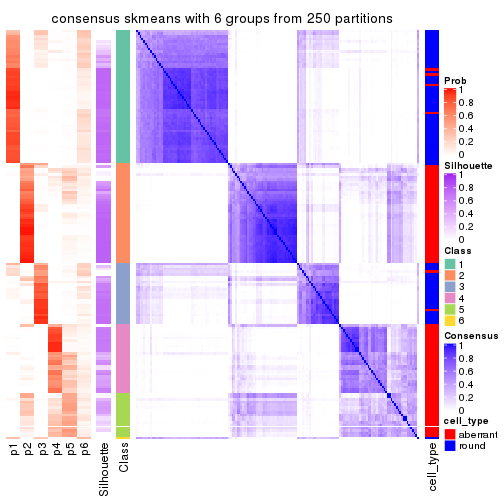 consensus skmeans with 6 groups from 250 partitions
Prob
1
0.8
0.6
0.4
0.2
0
Silhouette
1
0.8
0.6
0.4
0.2
0
Class
1
2
3
4
5
6
Consensus
1
0.8
0.6
0.4
0.2
0
cell_type
aberrant
round
p1
p2
p3
p4
p5
p6
Silhouette
Class
cell_type